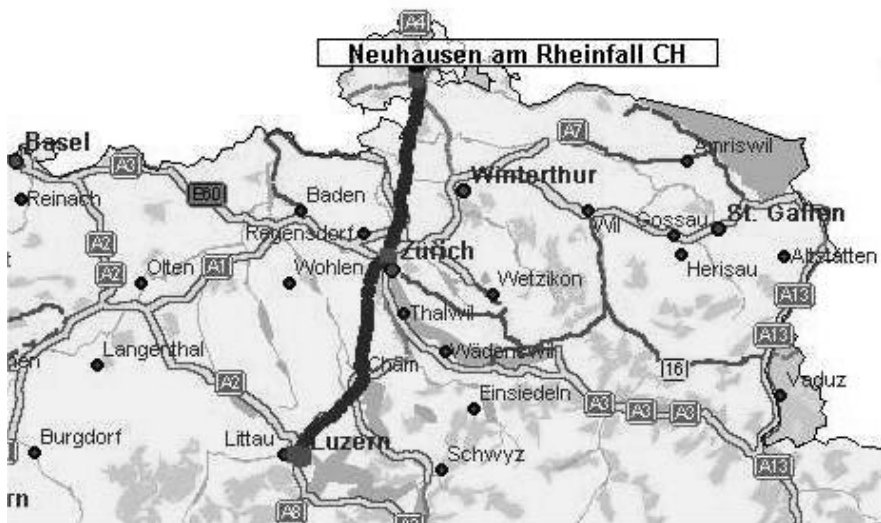 A4
Neuhausen am Rheinfall CH
Basel
A3
A7
Amriswil
E60
Winterthur
Reinach
Baden
A2
Regensdorf
Wil
Gossau
St. Gallen
Zürich
A2
Olten
A1
Wohlen
Wetzikon
Herisau
Altstätten
A13
Thalwil
A13
Langenthal
Wädenswil
Cham
16
A2
Vaduz
Einsiedeln
A3
A3
A3
Burgdorf
Littau
Luzern
Schwyz
A13
rn